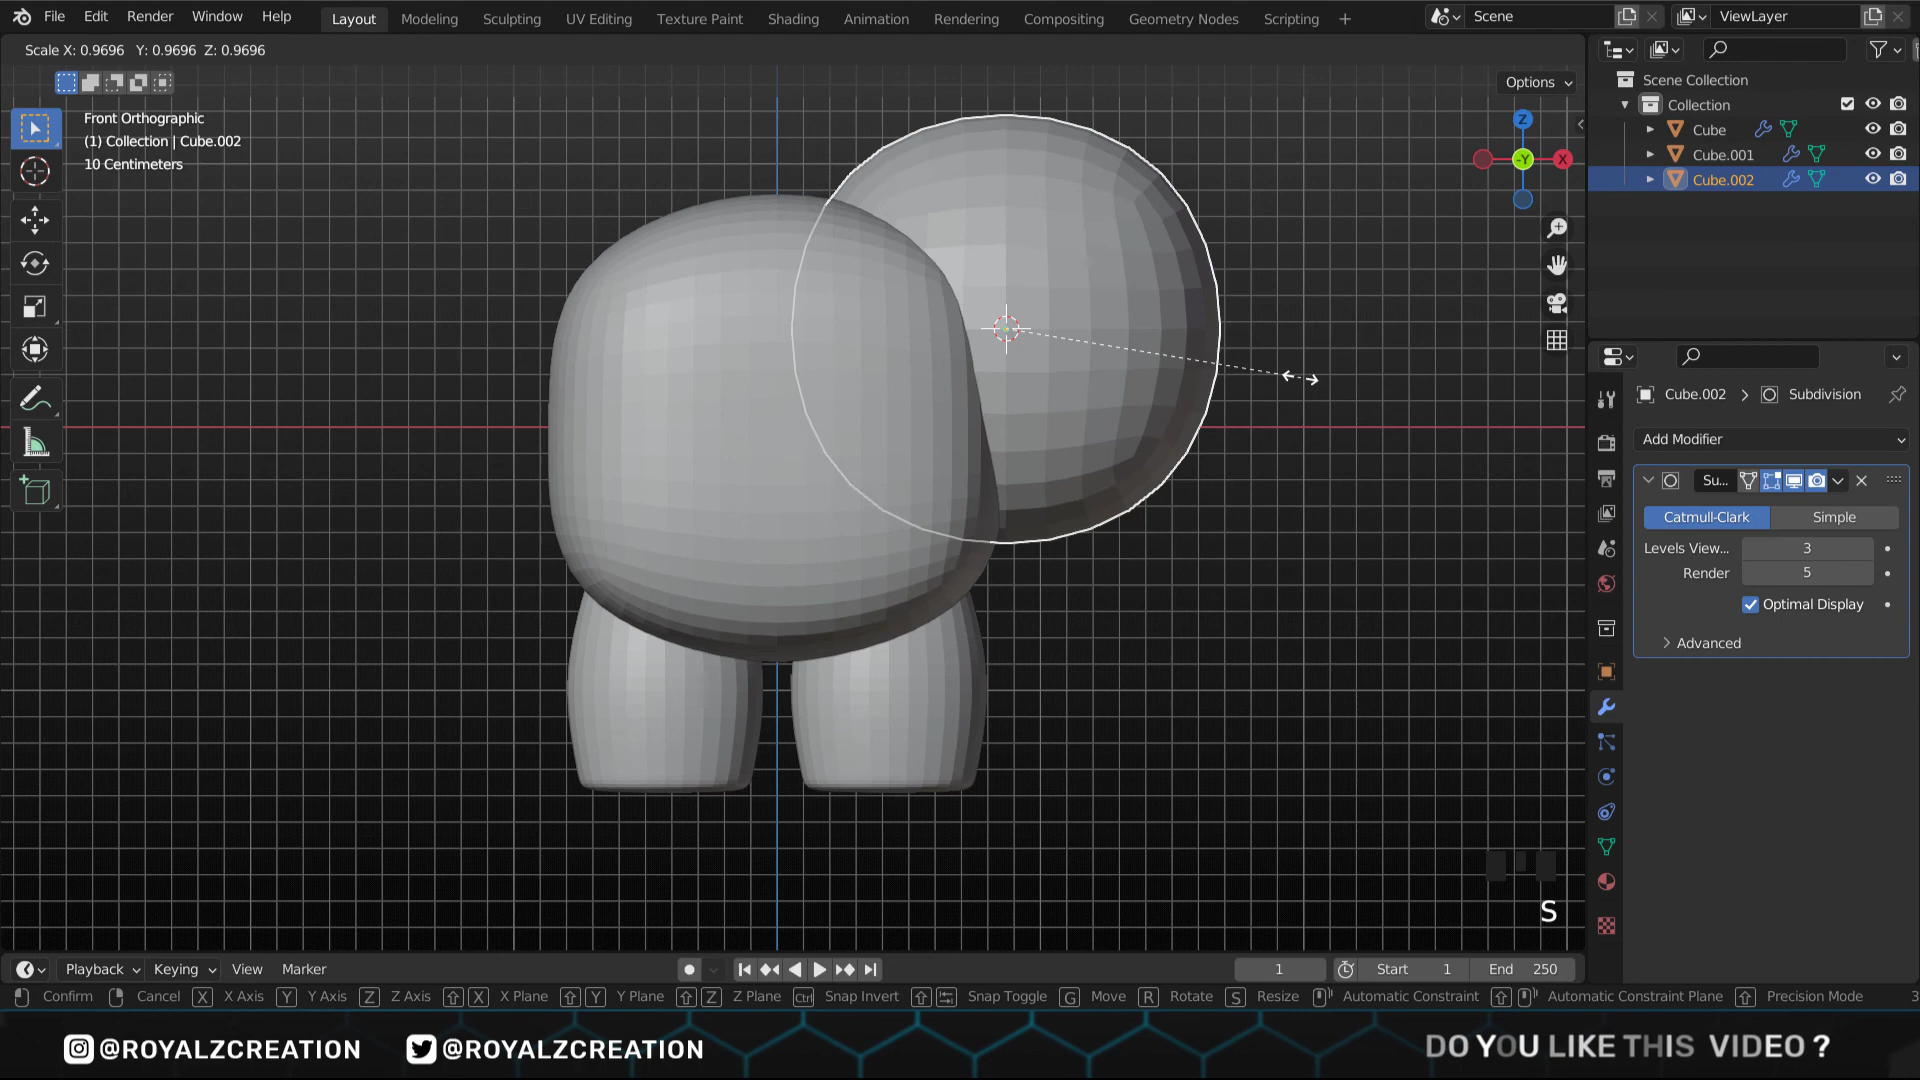 File Edit Render Window Help Layout Modeling Sculpting UV Editing Texture Paint Shading Animation Rendering Compositing Geometry Nodes Scripting + Scene ViewLayer
Scale X: 0.9696 Y: 0.9696 Z: 0.9696
Options
Front Orthographic
(1) Collection | Cube.002
10 Centimeters
Z
-Y
X
Scene Collection
Collection
Cube
Cube.001
Cube.002
Cube.002 > Subdivision
Add Modifier
Su...
Catmull-Clark Simple
Levels View... 3
Render 5
Optimal Display
Advanced
S
Playback Keying View Marker 1 Start 1 End 250
Confirm Cancel X X Axis Y Y Axis Z Z Axis X X Plane Y Y Plane Z Z Plane Ctrl Snap Invert Snap Toggle G Move R Rotate S Resize Automatic Constraint Automatic Constraint Plane Precision Mode 3
@ROYALZCREATION @ROYALZCREATION DO YOU LIKE THIS VIDEO ?